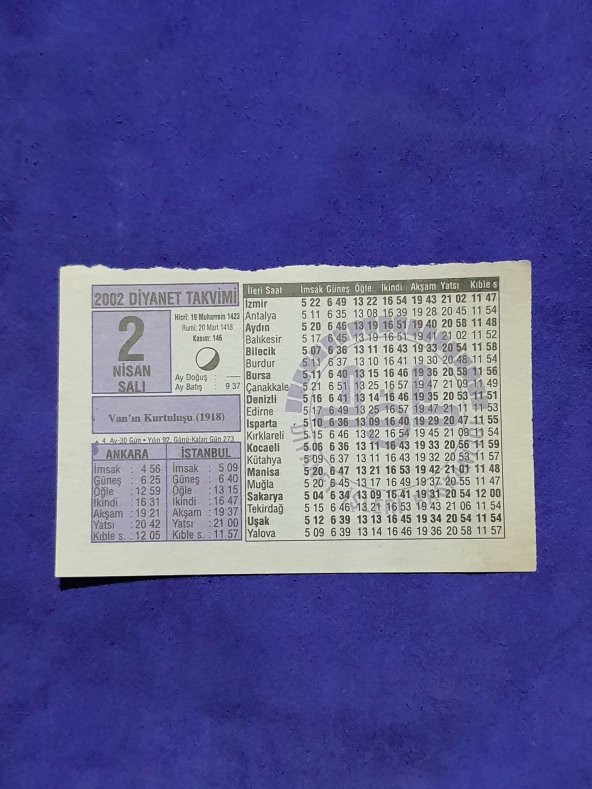 2002 DİYANET TAKVİMİ
2
NİSAN
SALI
Hicri: 19 Muharrem 1423
Rumi: 20 Mart 1418
Kasım: 146
Ay Doğuş : ——
Ay Batış : 9 37
Van'ın Kurtuluşu (1918)
4. Ay-30 Gün • Yılın 92. Günü-Kalan Gün 273
ANKARA
İmsak : 4 56
Güneş : 6 25
Öğle : 12 59
İkindi : 16 31
Akşam : 19 21
Yatsı : 20 42
Kıble s. : 12 05
İSTANBUL
İmsak : 5 09
Güneş : 6 40
Öğle : 13 15
İkindi : 16 47
Akşam : 19 37
Yatsı : 21 00
Kıble s. : 11 57
İleri Saat İmsak Güneş Öğle İkindi Akşam Yatsı Kıble s
İzmir 5 22 6 49 13 22 16 54 19 43 21 02 11 47
Antalya 5 11 6 35 13 08 16 39 19 28 20 45 11 54
Aydın 5 20 6 46 13 19 16 51 19 40 20 58 11 48
Balıkesir 5 17 6 45 13 19 16 51 19 41 21 01 11 51
Bilecik 5 07 6 36 13 11 16 43 19 33 20 54 11 58
Burdur 5 11 6 37 13 10 16 41 19 30 20 48 11 54
Bursa 5 11 6 40 13 15 16 46 19 36 20 58 11 56
Çanakkale 5 21 6 51 13 25 16 57 19 47 21 09 11 49
Denizli 5 16 6 41 13 14 16 46 19 35 20 53 11 51
Edirne 5 17 6 49 13 25 16 57 19 47 21 11 11 53
Isparta 5 10 6 36 13 09 16 40 19 29 20 47 11 55
Kırklareli 5 15 6 46 13 22 16 54 19 45 21 09 11 54
Kocaeli 5 06 6 36 13 11 16 43 19 33 20 56 11 59
Kütahya 5 09 6 37 13 11 16 43 19 32 20 52 11 56
Manisa 5 20 6 47 13 21 16 53 19 42 21 01 11 48
Muğla 5 20 6 45 13 17 16 49 19 37 20 55 11 47
Sakarya 5 04 6 34 13 09 16 41 19 31 20 54 12 00
Tekirdağ 5 15 6 46 13 21 16 53 19 43 21 06 11 54
Uşak 5 12 6 39 13 13 16 45 19 34 20 54 11 54
Yalova 5 09 6 39 13 14 16 46 19 36 20 58 11 57